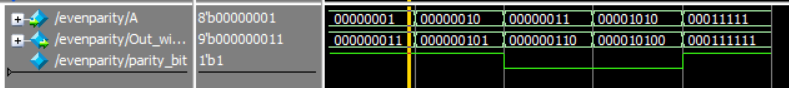 /evenparity/A 8'b00000001 00000001 00000010 00000011 00001010 00011111
/evenparity/Out_wi... 9'b000000011 000000011 000000101 000000110 000010100 000111111
/evenparity/parity_bit 1'b1